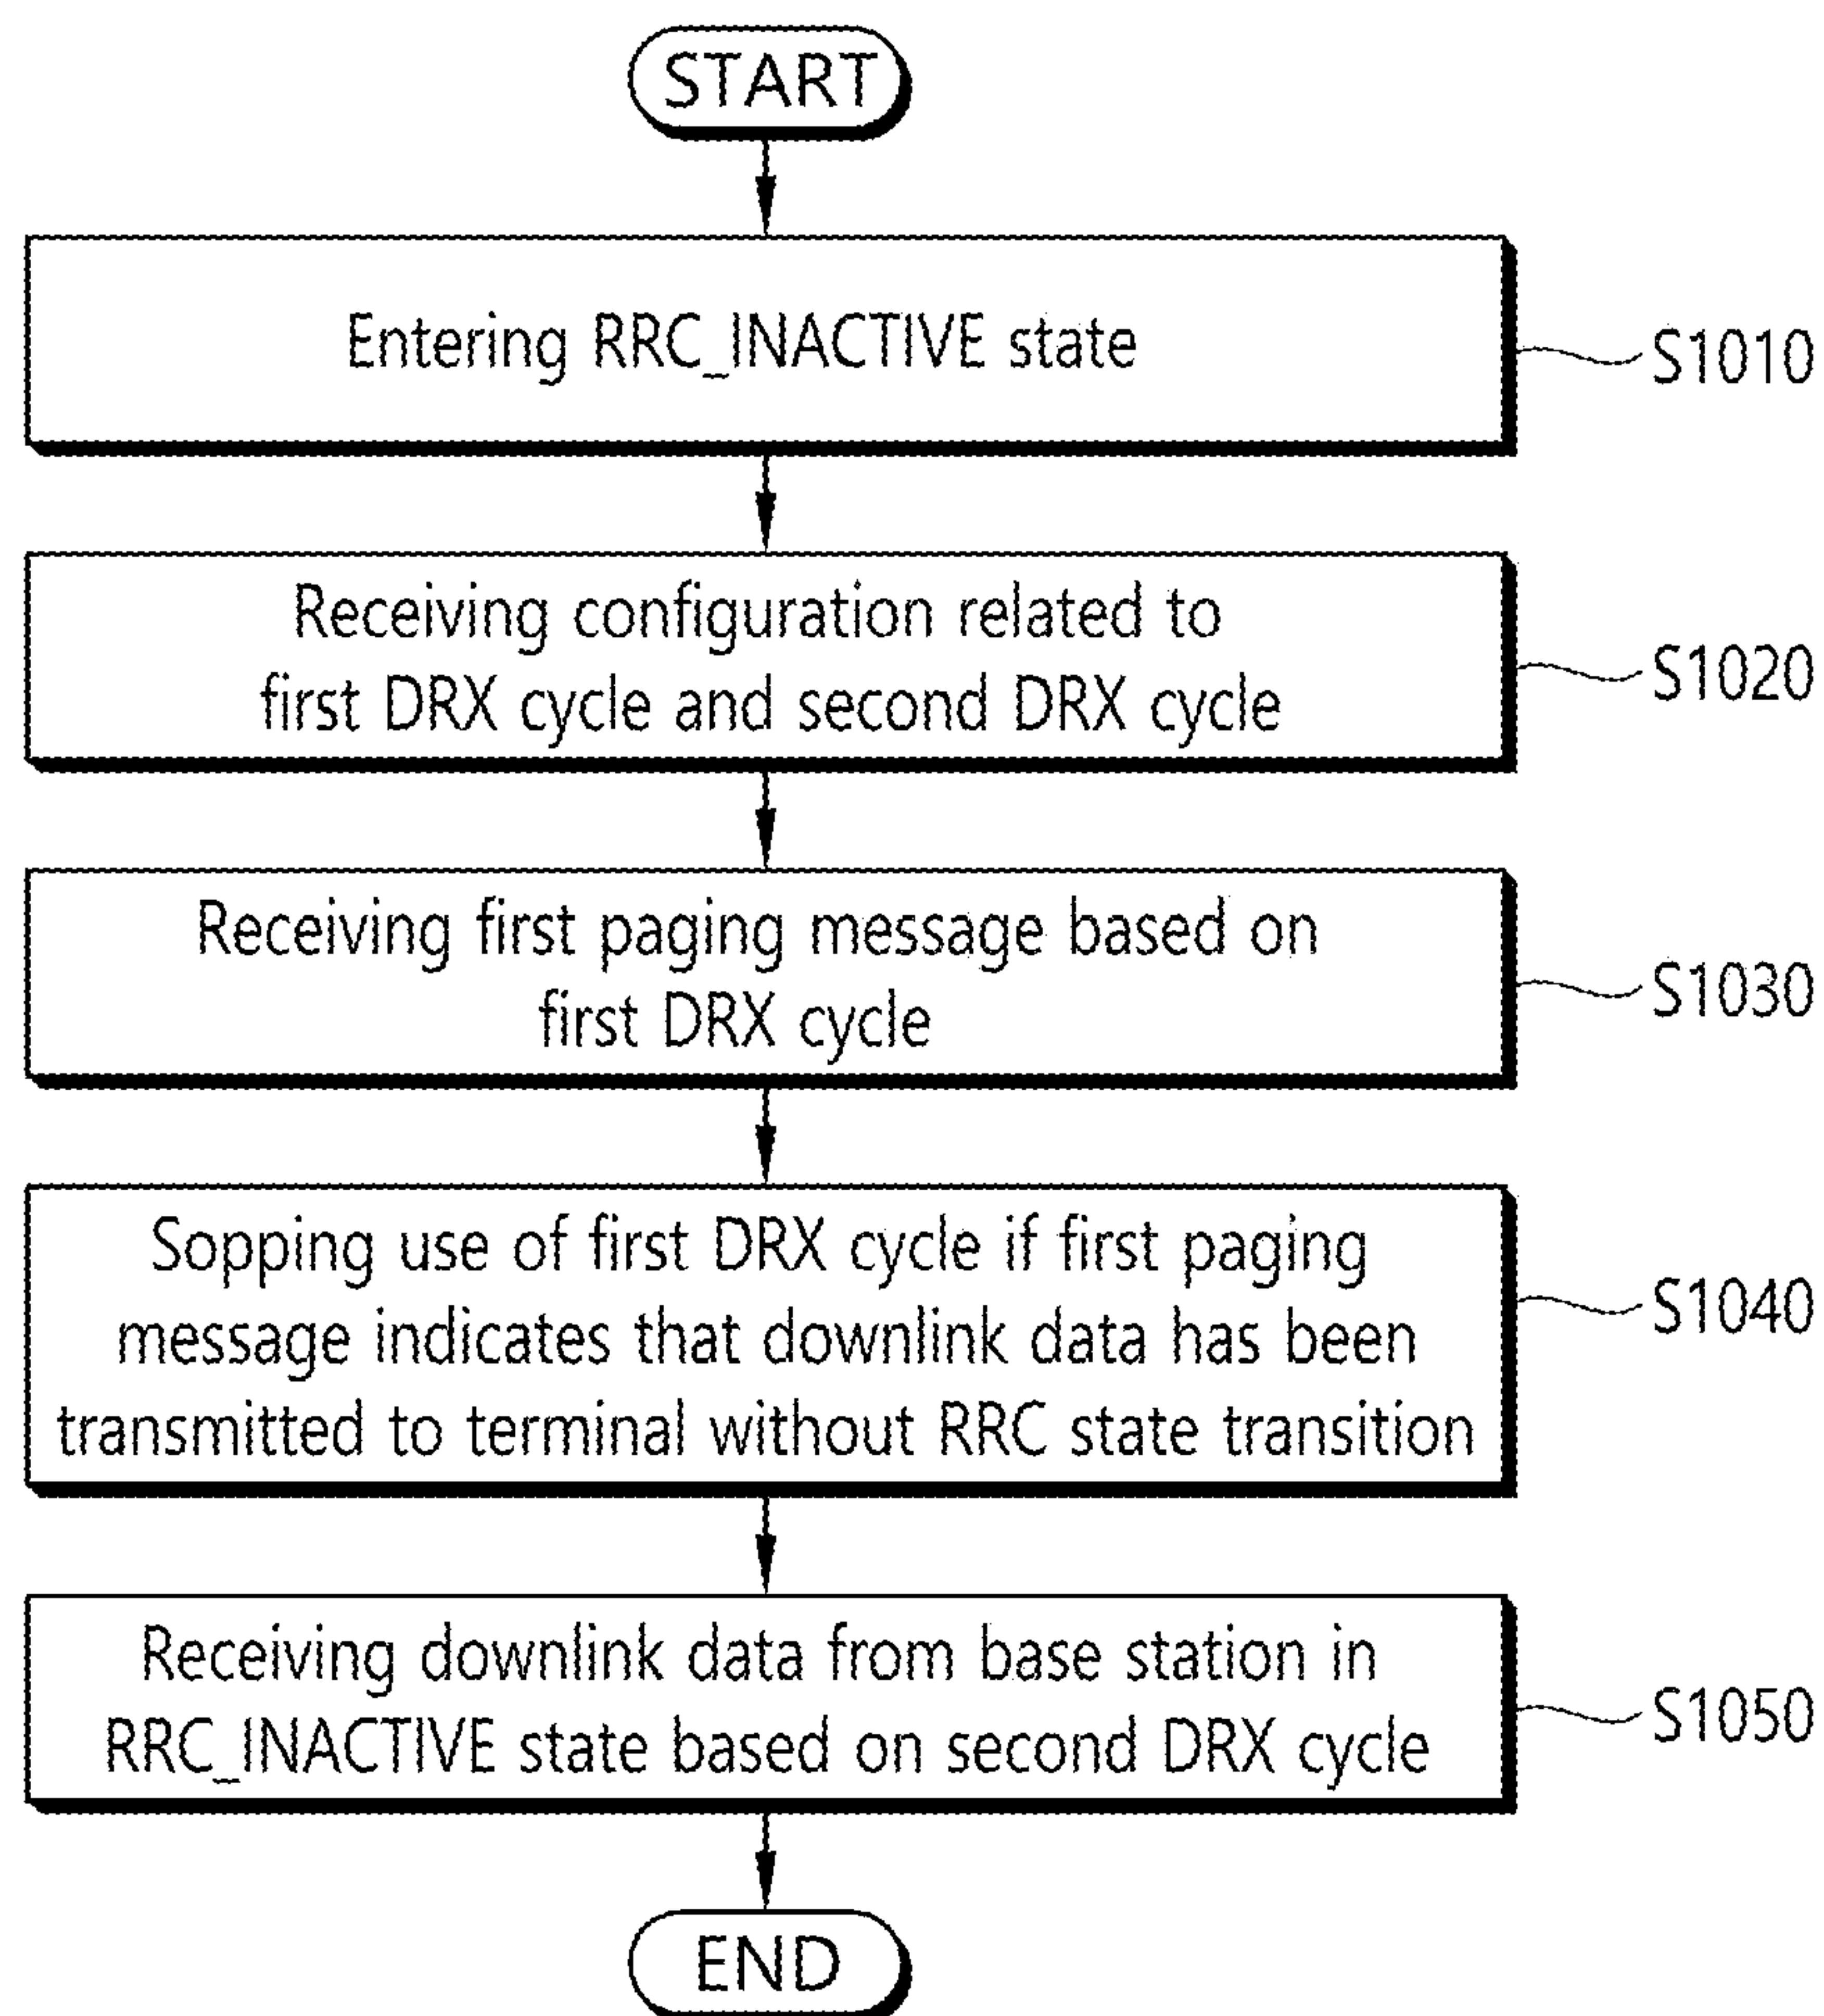 START
Entering RRC_INACTIVE state
S1010
Receiving configuration related to
first DRX cycle and second DRX cycle
S1020
Receiving first paging message based on
first DRX cycle
S1030
Sopping use of first DRX cycle if first paging
message indicates that downlink data has been
transmitted to terminal without RRC state transition
S1040
Receiving downlink data from base station in
RRC_INACTIVE state based on second DRX cycle
S1050
END